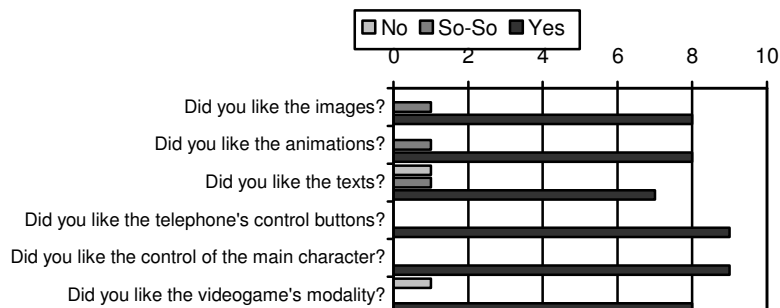 No So-So Yes
0 2 4 6 8 10
Did you like the images?
Did you like the animations?
Did you like the texts?
Did you like the telephone's control buttons?
Did you like the control of the main character?
Did you like the videogame's modality?